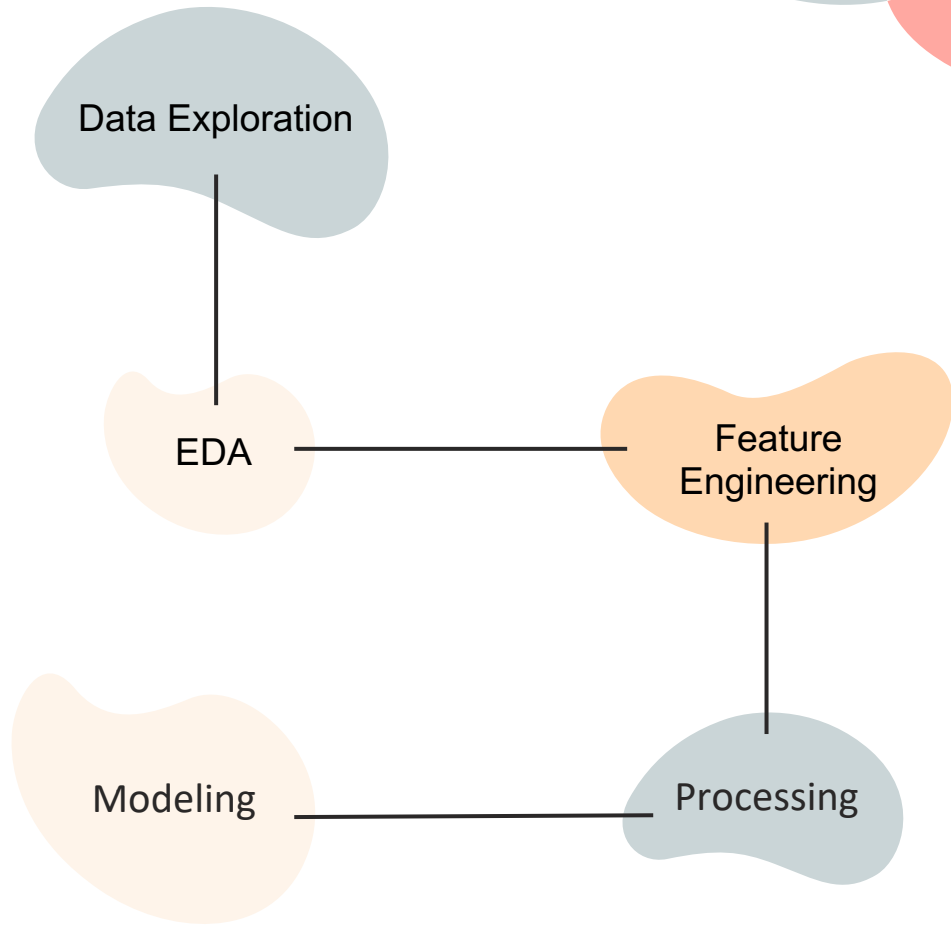 Data Exploration
EDA
Feature
Engineering
Modeling
Processing